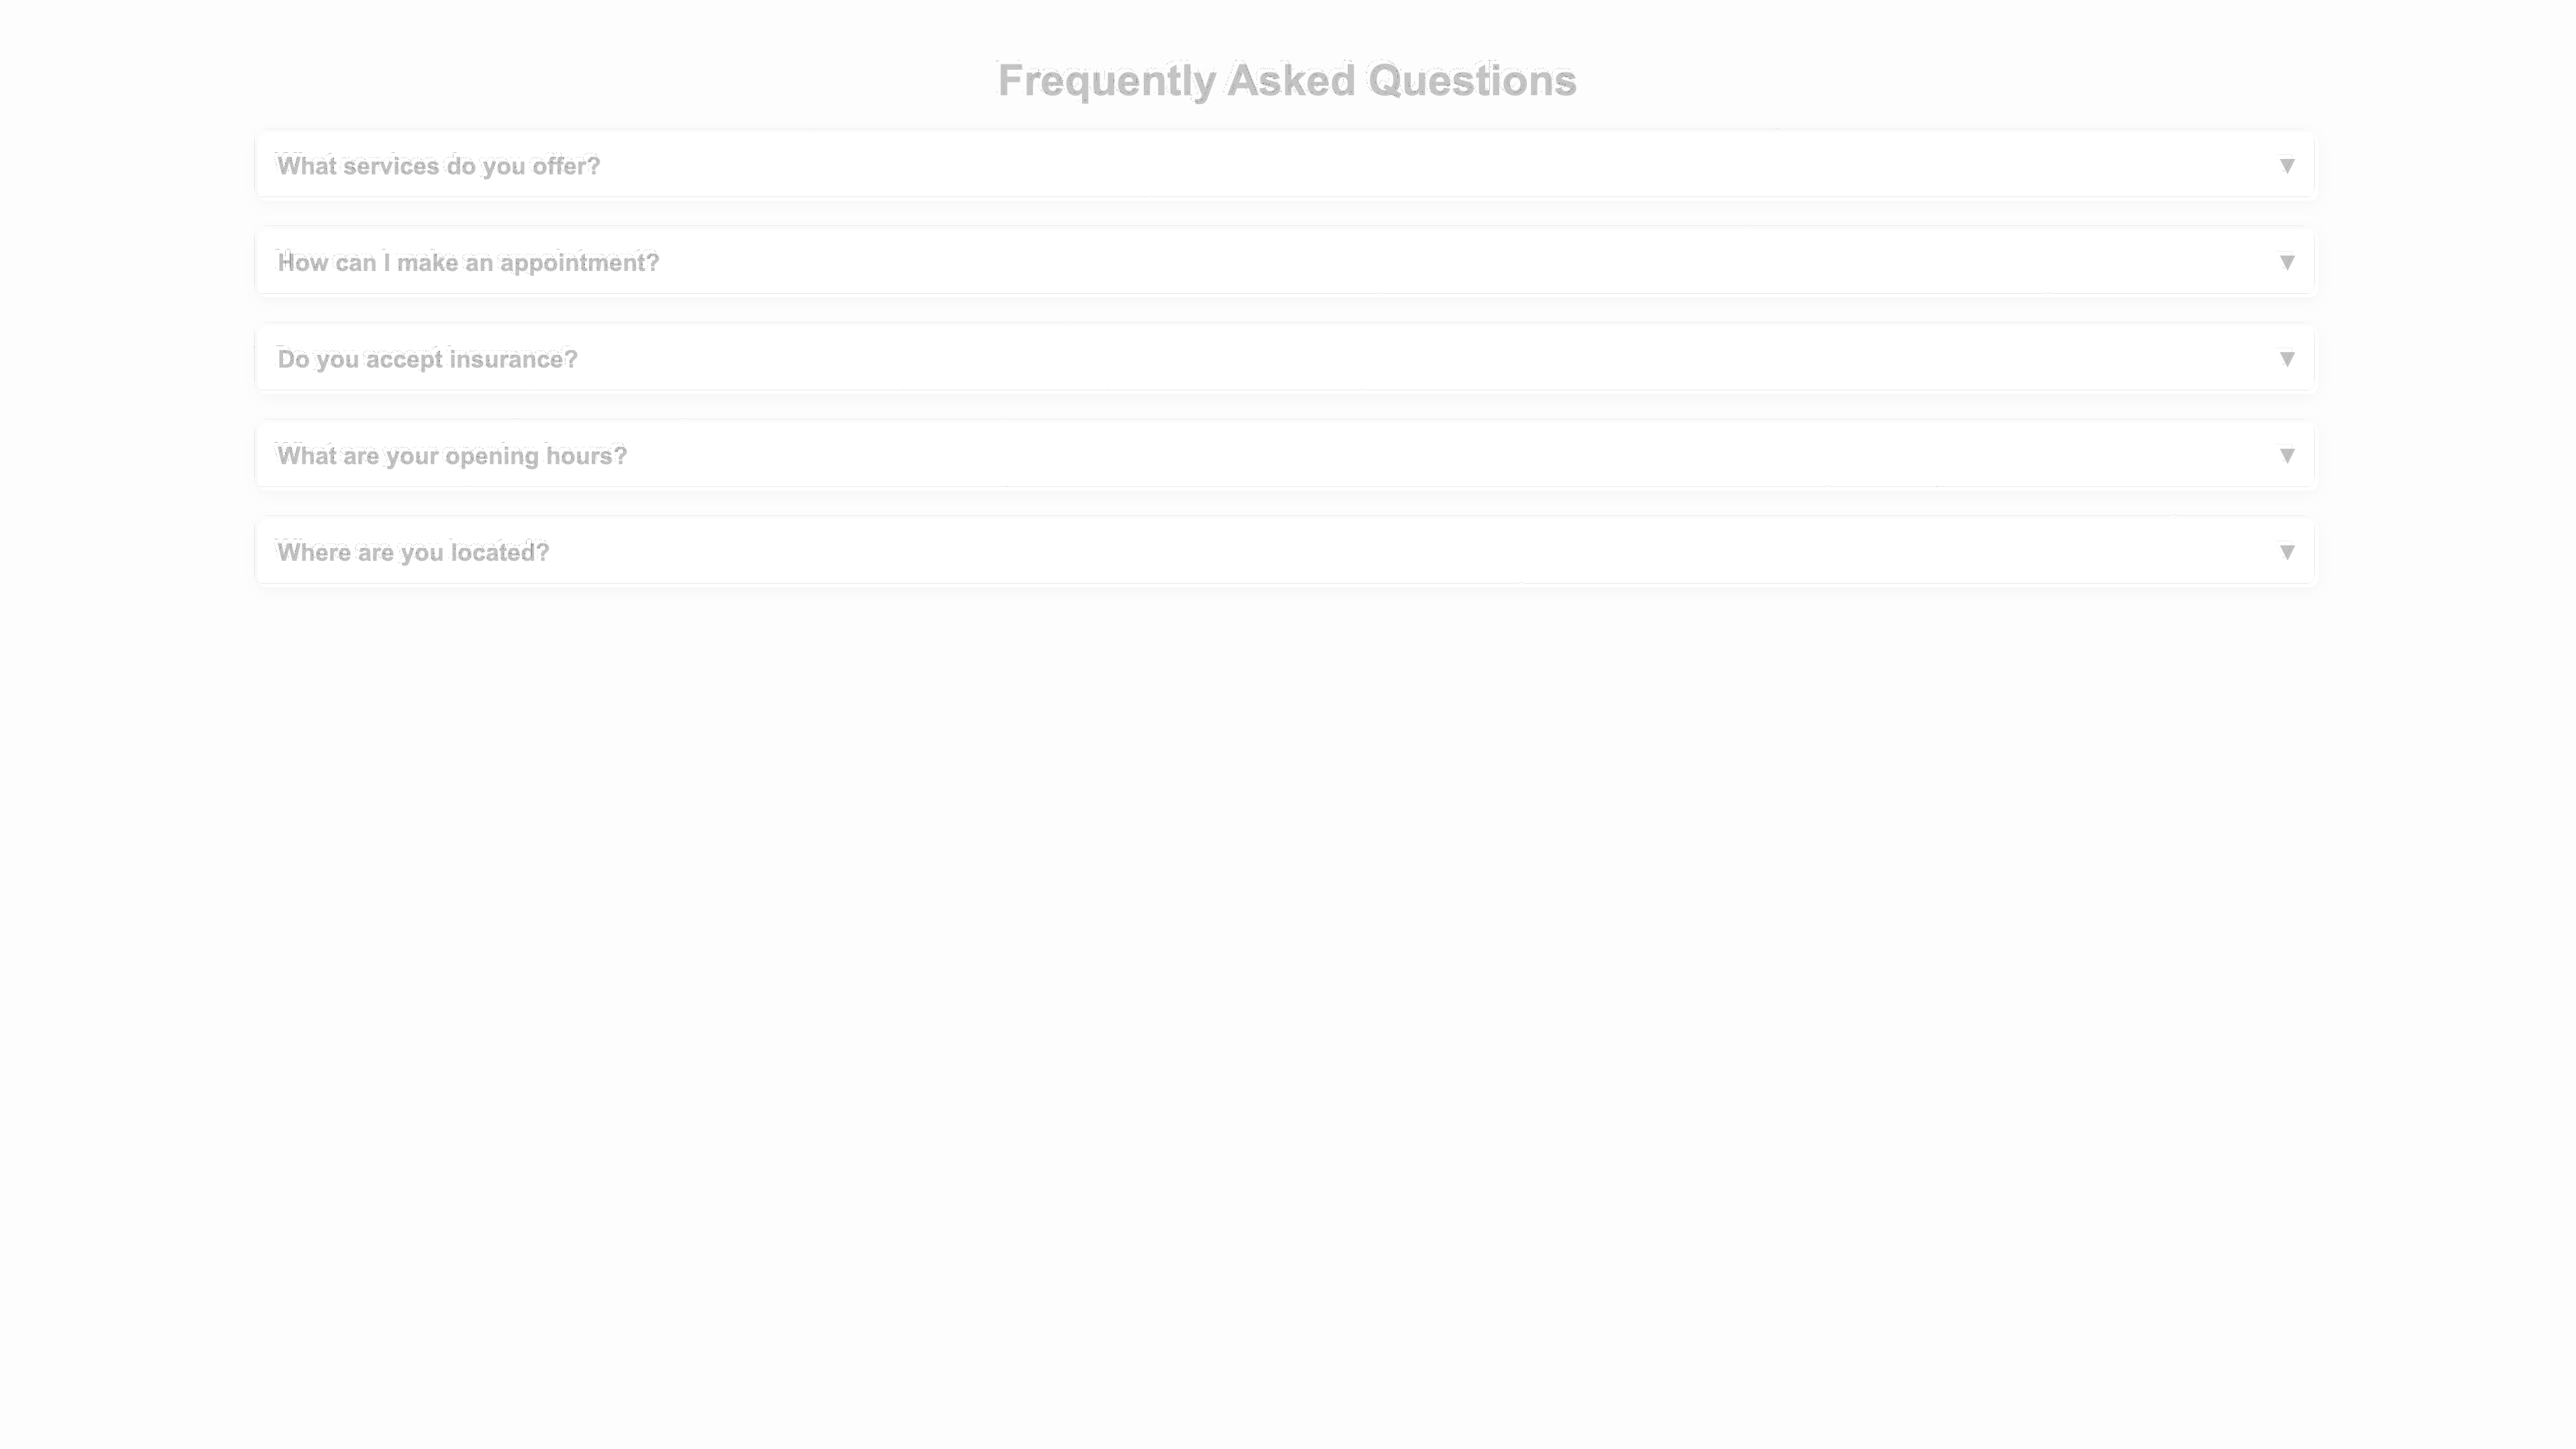 Frequently Asked Questions
What services do you offer?
▼
How can I make an appointment?
▼
Do you accept insurance?
▼
What are your opening hours?
▼
Where are you located?
▼